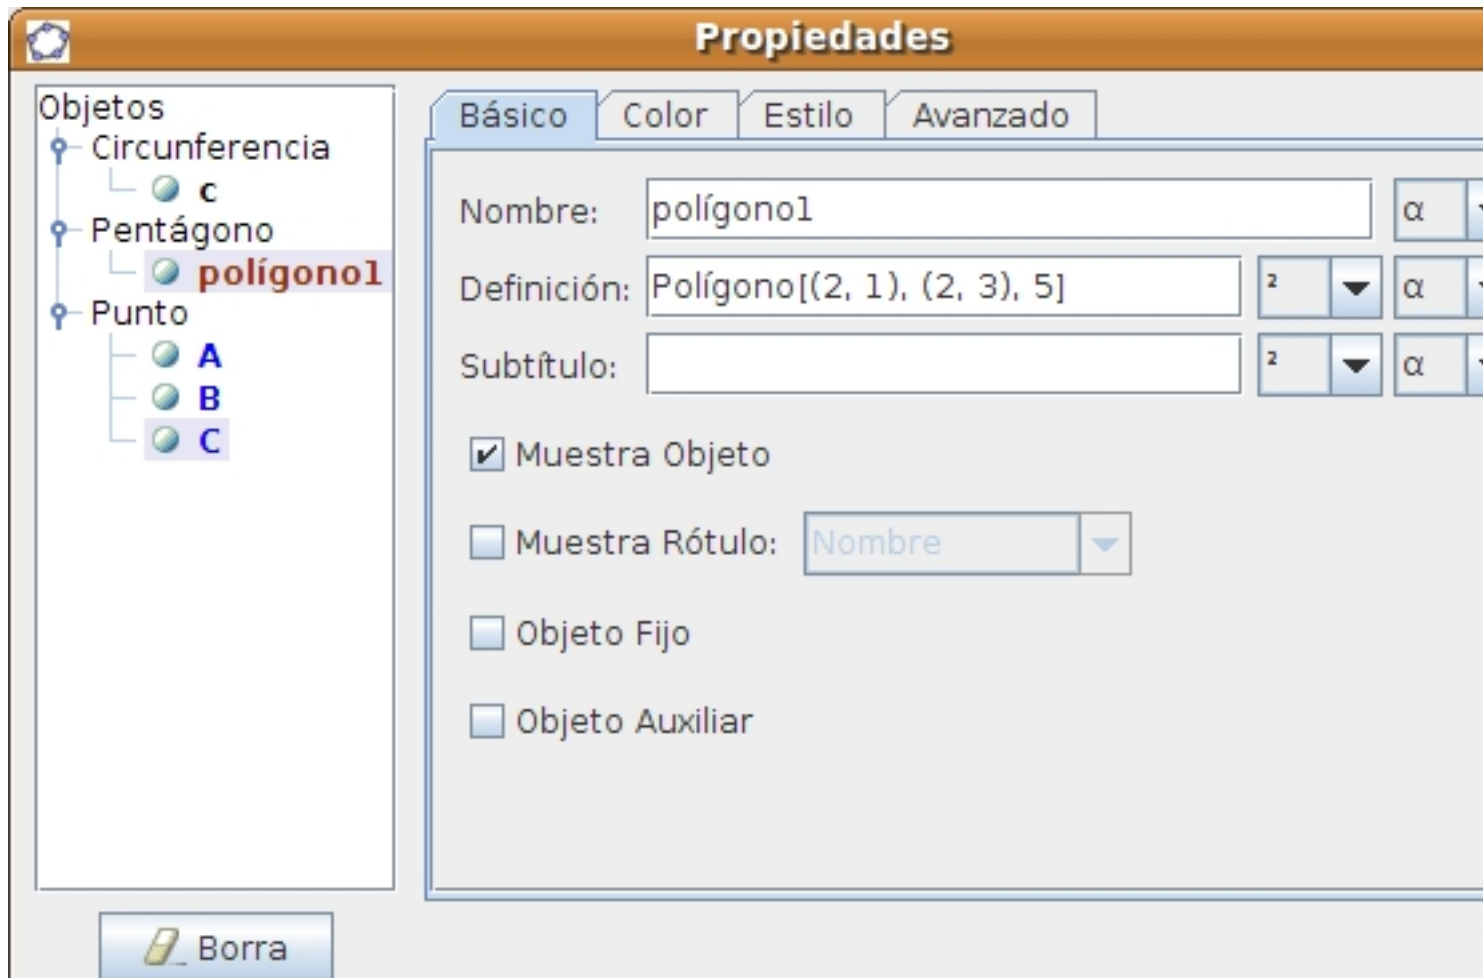 Propiedades
Objetos
Circunferencia
c
Pentágono
polígono1
Punto
A
B
C
Borra
Básico
Color
Estilo
Avanzado
Nombre: polígono1 α
Definición: Polígono[(2, 1), (2, 3), 5] ² α
Subtítulo: ² α
Muestra Objeto
Muestra Rótulo: Nombre
Objeto Fijo
Objeto Auxiliar